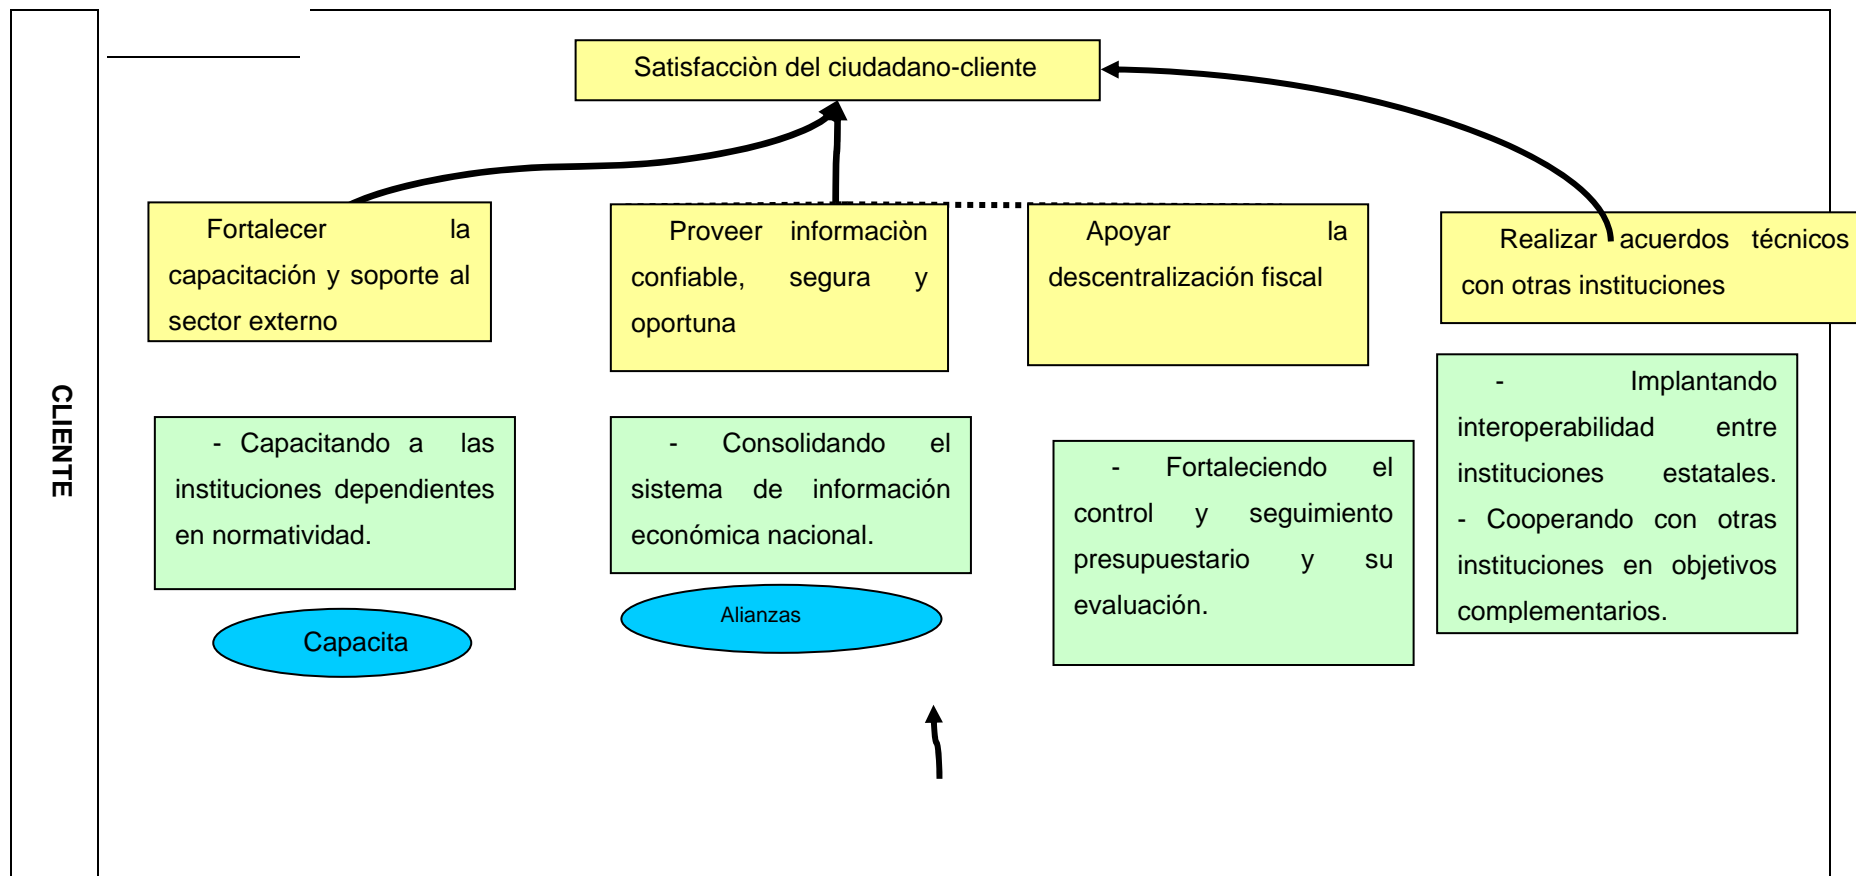 CLIENTE
Satisfacciòn del ciudadano-cliente
Fortalecer la
capacitación y soporte al
sector externo
Proveer informaciòn
confiable, segura y
oportuna
Apoyar la
descentralización fiscal
Realizar acuerdos técnicos
con otras instituciones
- Capacitando a las
instituciones dependientes
en normatividad.
- Consolidando el
sistema de información
económica nacional.
- Fortaleciendo el
control y seguimiento
presupuestario y su
evaluación.
- Implantando
interoperabilidad entre
instituciones estatales.
- Cooperando con otras
instituciones en objetivos
complementarios.
Capacita
Alianzas